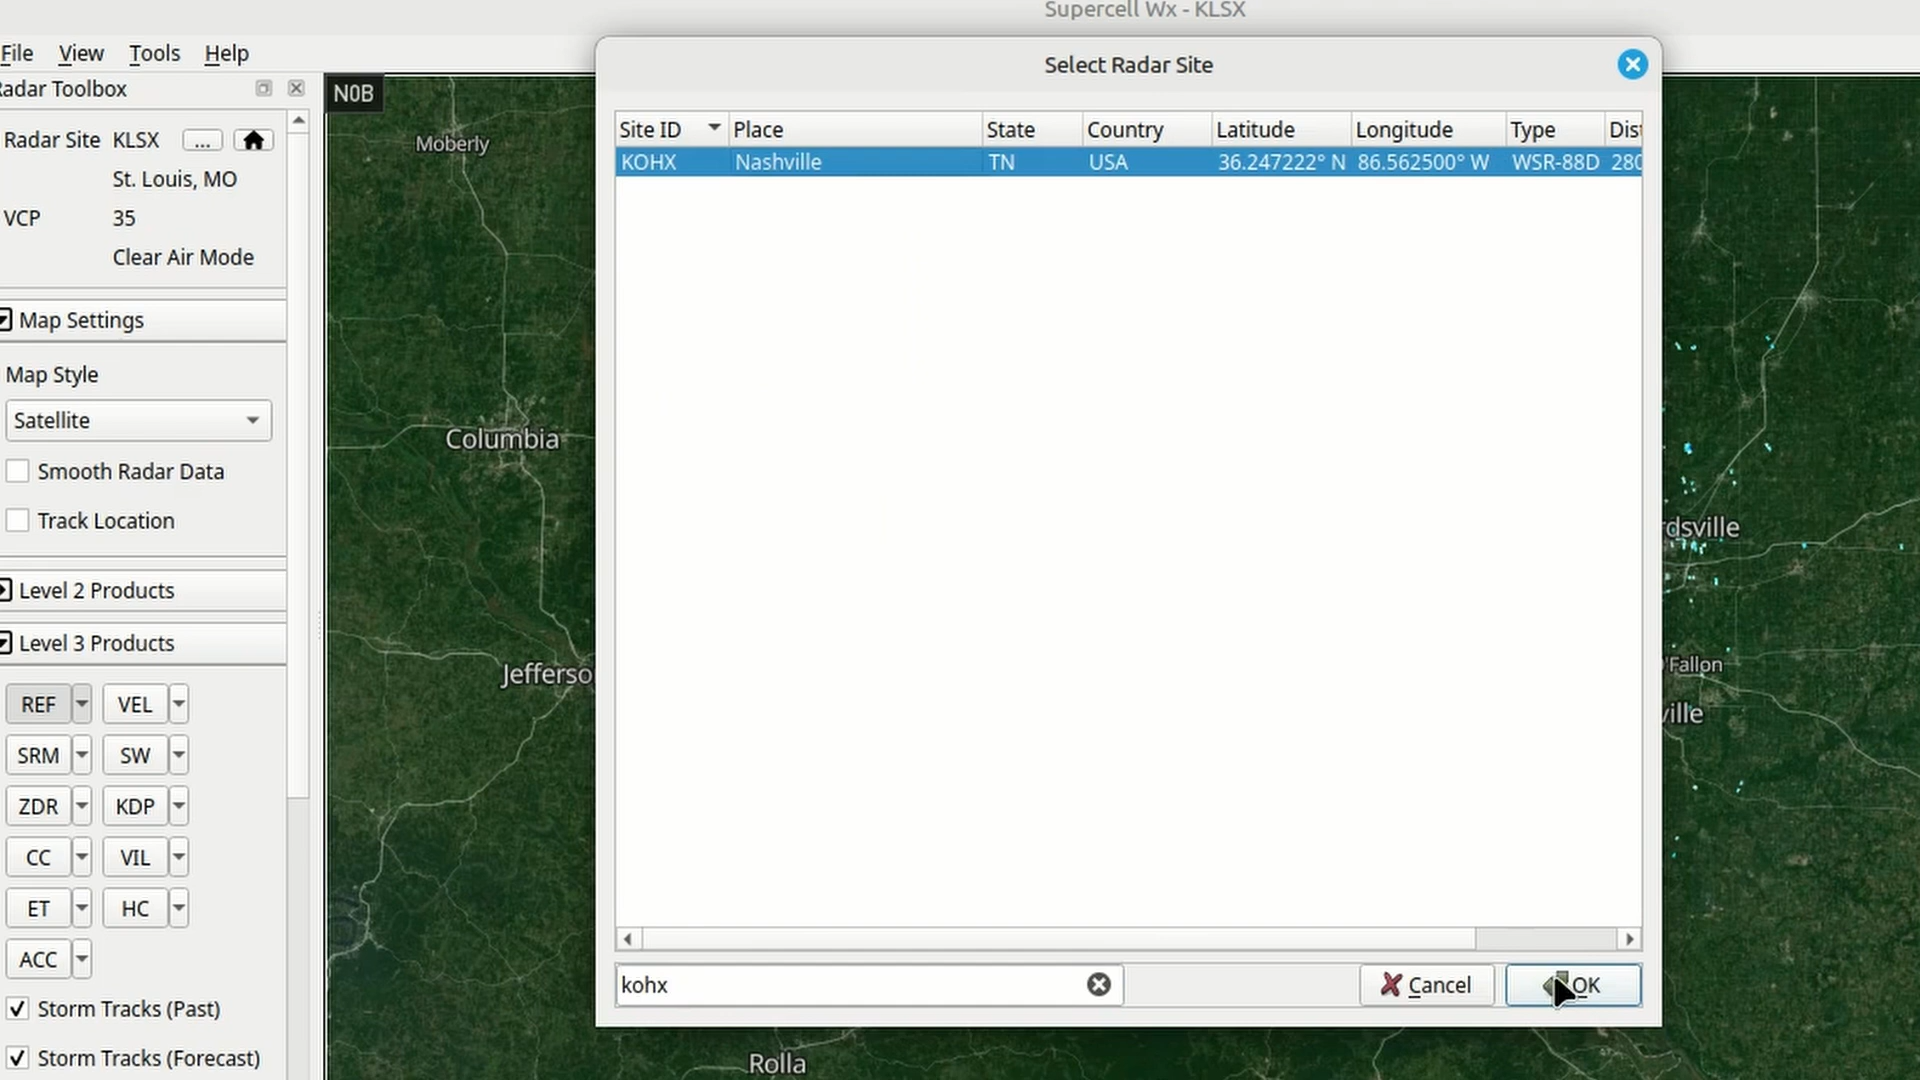 Supercell Wx - KLSX
File View Tools Help
Radar Toolbox
Radar Site KLSX ...
St. Louis, MO
VCP 35
Clear Air Mode
Map Settings
Map Style
Satellite
Smooth Radar Data
Track Location
Level 2 Products
Level 3 Products
REF VEL
SRM SW
ZDR KDP
CC VIL
ET HC
ACC
Storm Tracks (Past)
Storm Tracks (Forecast)
N0B
Moberly
Columbia
Jefferso
Rolla
Select Radar Site
Site ID Place State Country Latitude Longitude Type Dist
KOHX Nashville TN USA 36.247222° N 86.562500° W WSR-88D 280
kohx
Cancel OK
dsville
O'Fallon
ville